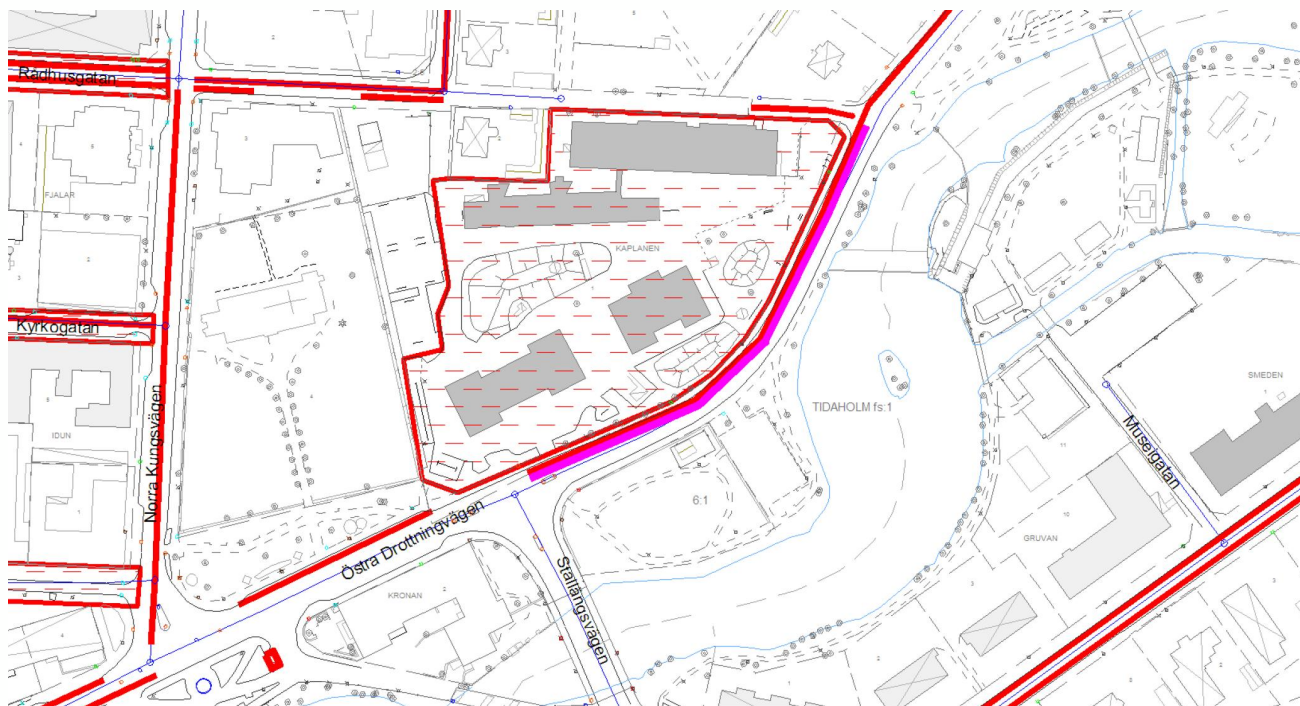 Rådhusgatan
FJALAR
KAPLANEN
Kyrkogatan
SMEDEN
TIDAHOLM fs:1
IDUN
Norra Kungsvägen
Museigatan
6:1
GRUVAN
Östra Drottningvägen
KRONAN
Stallängsvägen